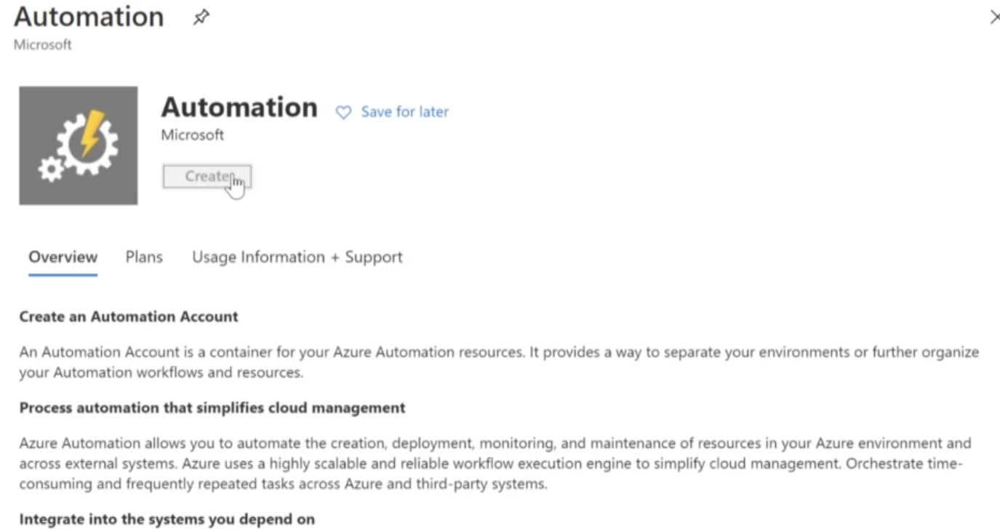 Automation
Microsoft
Automation
Save for later
Microsoft
Create
Overview
Plans
Usage Information + Support
Create an Automation Account
An Automation Account is a container for your Azure Automation resources. It provides a way to separate your environments or further organize
your Automation workflows and resources.
Process automation that simplifies cloud management
Azure Automation allows you to automate the creation, deployment, monitoring, and maintenance of resources in your Azure environment and
across external systems. Azure uses a highly scalable and reliable workflow execution engine to simplify cloud management. Orchestrate time-
consuming and frequently repeated tasks across Azure and third-party systems.
Integrate into the systems you depend on